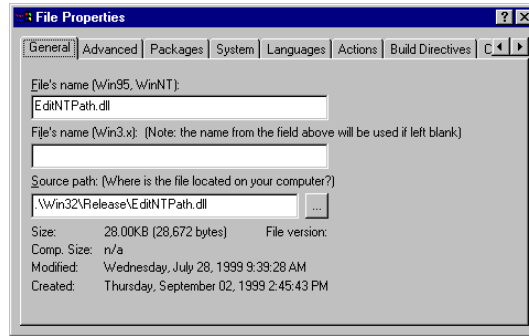 File Properties
General Advanced Packages System Languages Actions Build Directives C
File's name (Win95, WinNT):
EditNTPath.dll
File's name (Win3.x): (Note: the name from the field above will be used if left blank)
Source path: (Where is the file located on your computer?)
.\Win32\Release\EditNTPath.dll ...
Size: 28.00KB (28,672 bytes) File version:
Comp. Size: n/a
Modified: Wednesday, July 28, 1999 9:39:28 AM
Created: Thursday, September 02, 1999 2:45:43 PM